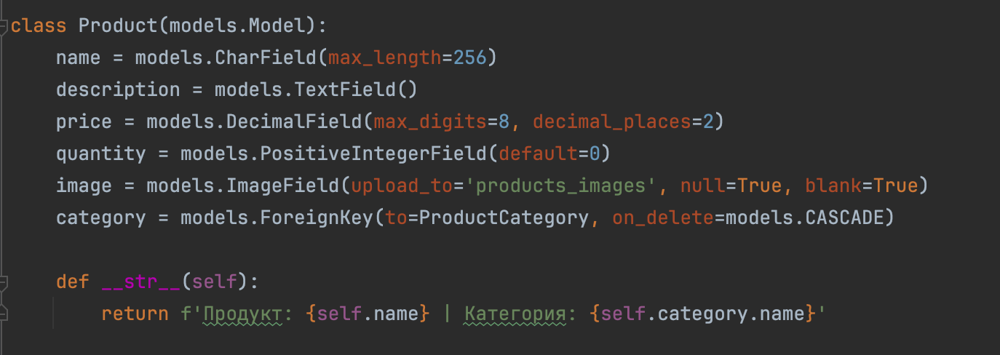 class Product(models.Model):
    name = models.CharField(max_length=256)
    description = models.TextField()
    price = models.DecimalField(max_digits=8, decimal_places=2)
    quantity = models.PositiveIntegerField(default=0)
    image = models.ImageField(upload_to='products_images', null=True, blank=True)
    category = models.ForeignKey(to=ProductCategory, on_delete=models.CASCADE)
    def __str__(self):
        return f'Продукт: {self.name} | Категория: {self.category.name}'